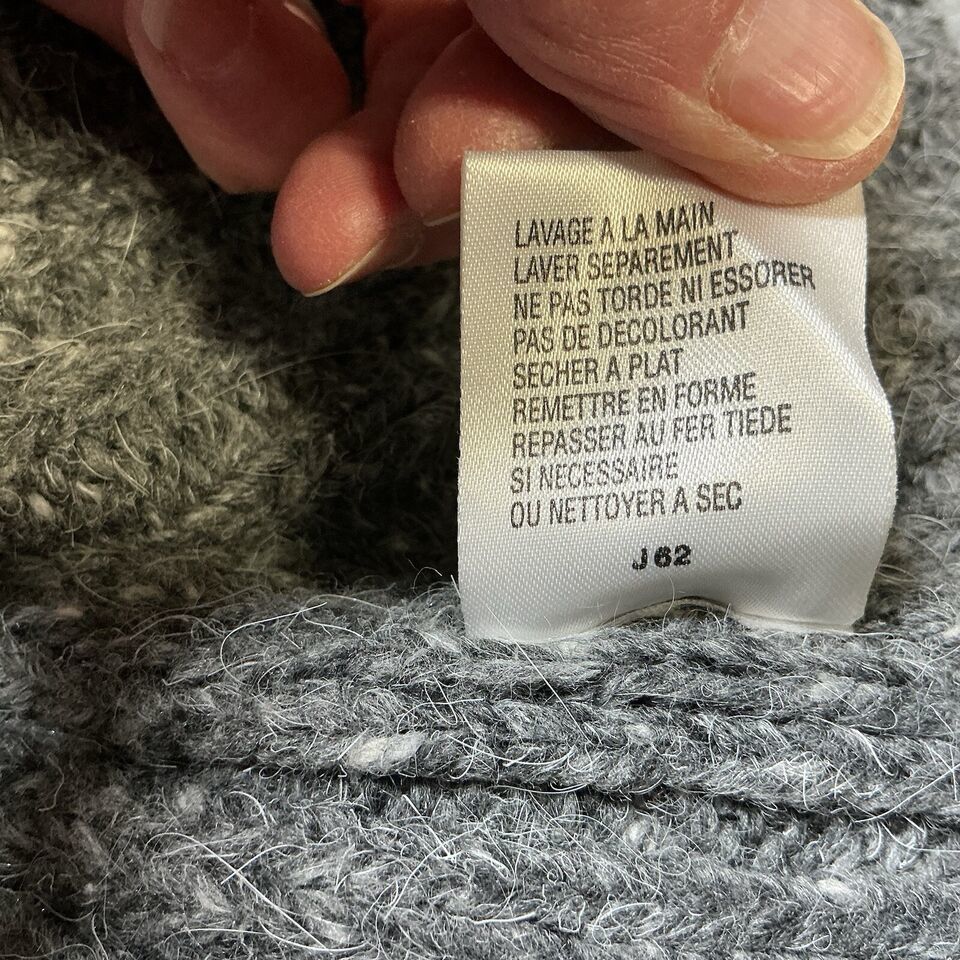 LAVAGE A LA MAIN
LAVER SEPAREMENT
NE PAS TORDE NI ESSORER
PAS DE DECOLORANT
SECHER A PLAT
REMETTRE EN FORME
REPASSER AU FER TIEDE
SI NECESSAIRE
OU NETTOYER A SEC
J62